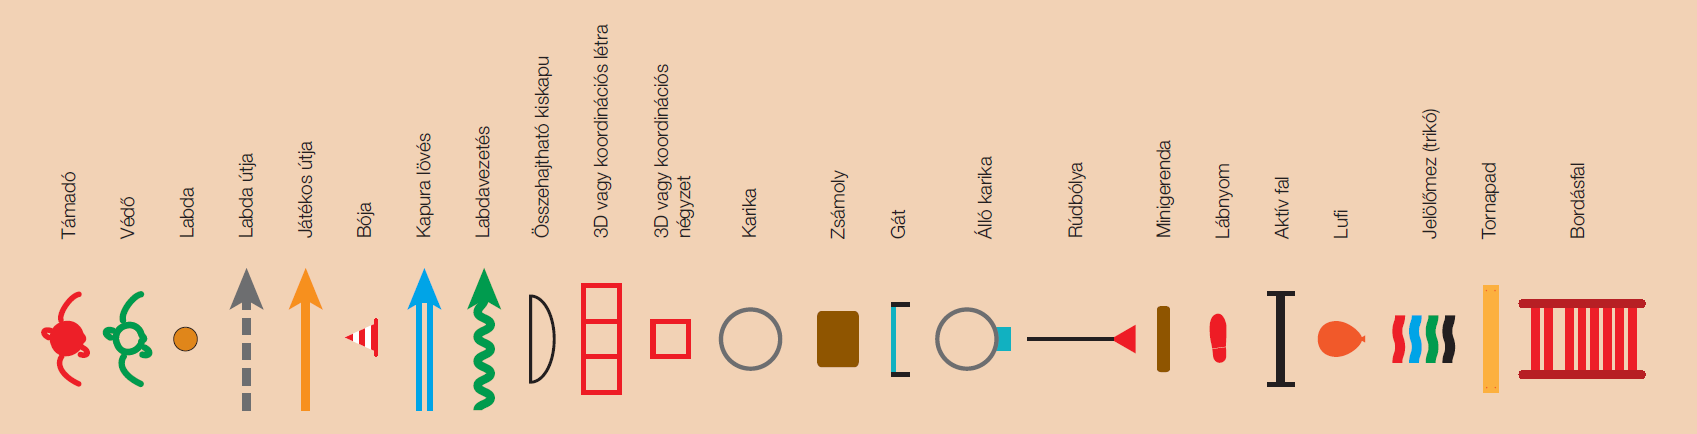 Támadó
Védő
Labda
Labda útja
Játékos útja
Bója
Kapura lövés
Labdavezetés
Összehajtható kiskapu
3D vagy koordinációs létra
3D vagy koordinációs
négyzet
Karika
Zsámoly
Gát
Álló karika
Rúdbólya
Minigerenda
Lábnyom
Aktív fal
Lufi
Jelölőmez (trikó)
Tornapad
Bordásfal